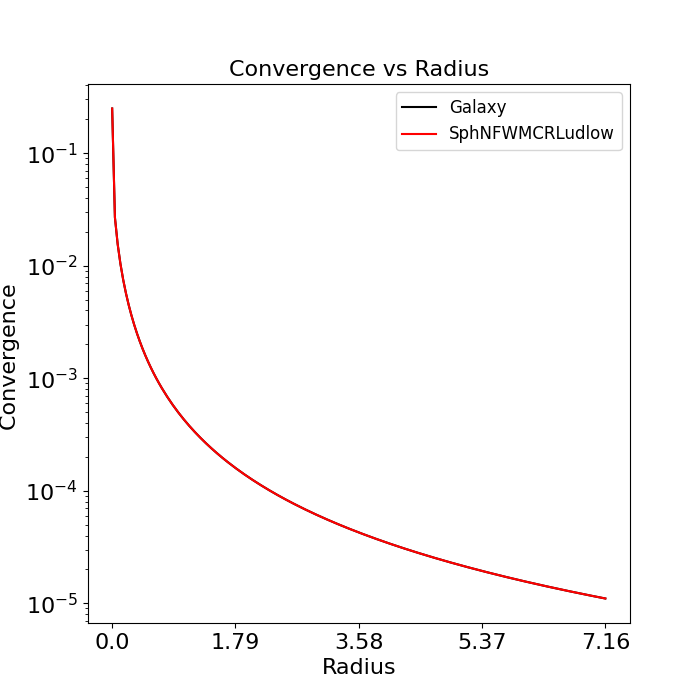 Convergence vs Radius
Galaxy
SphNFWMCRLudlow
Convergence
10⁻¹
10⁻²
10⁻³
10⁻⁴
10⁻⁵
0.0 1.79 3.58 5.37 7.16
Radius